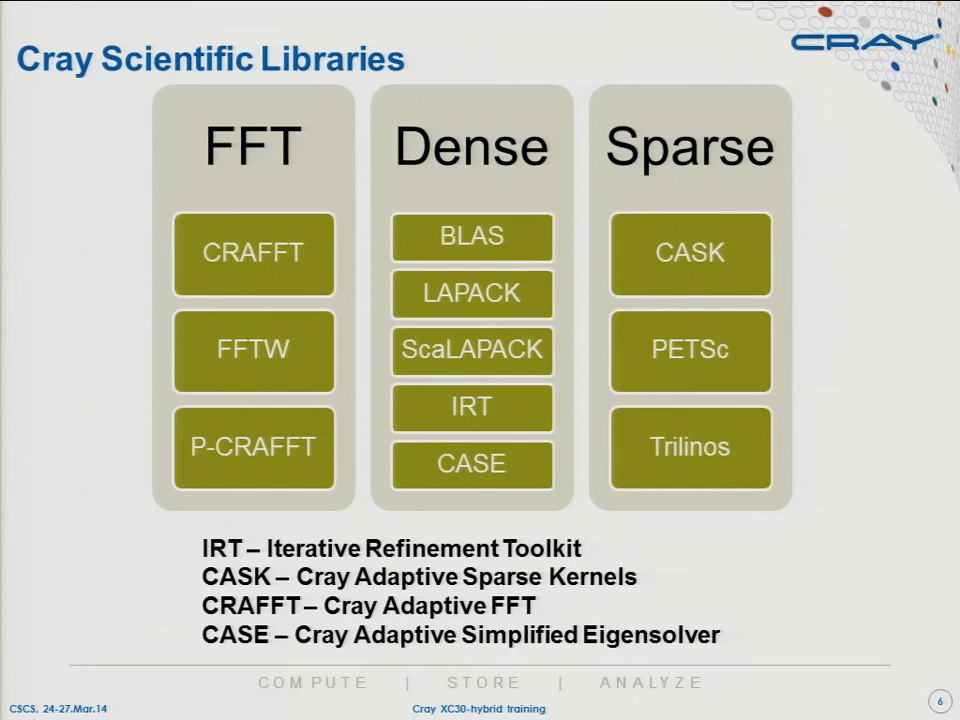 CRAY
Cray Scientific Libraries
FFT
CRAFFT
FFTW
P-CRAFFT
Dense
BLAS
LAPACK
ScaLAPACK
IRT
CASE
Sparse
CASK
PETSc
Trilinos
IRT – Iterative Refinement Toolkit
CASK – Cray Adaptive Sparse Kernels
CRAFFT – Cray Adaptive FFT
CASE – Cray Adaptive Simplified Eigensolver
COMPUTE | STORE | ANALYZE
CSCS, 24-27.Mar.14
Cray XC30-hybrid training
6